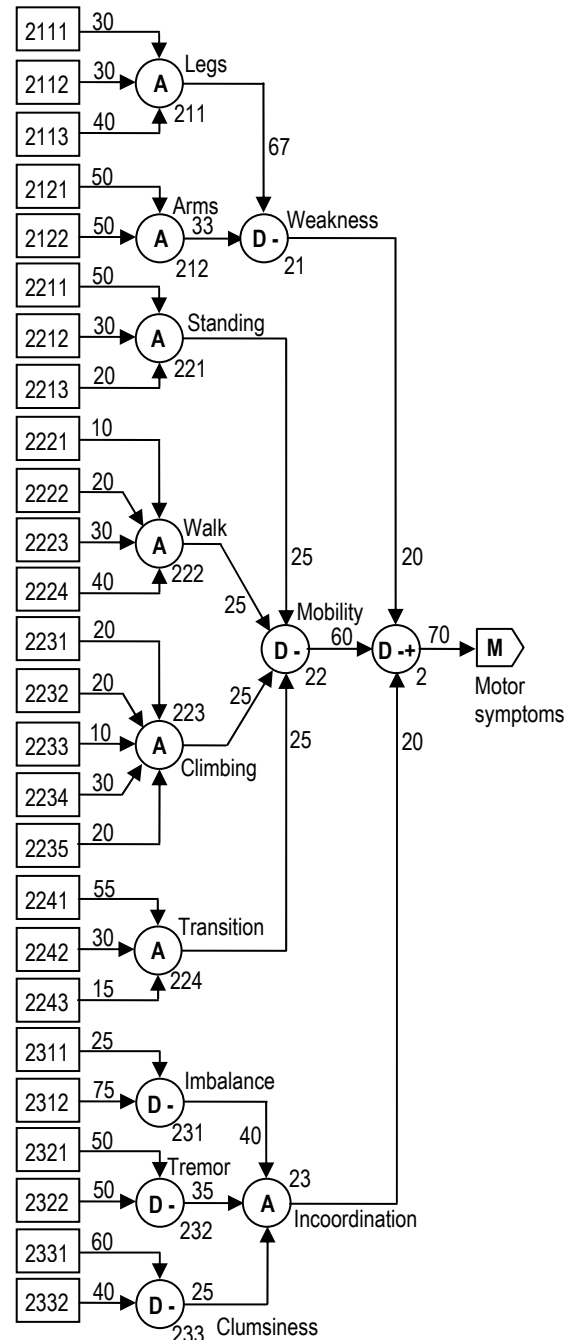 2111 30
2112 30 A Legs
2113 40 211
67
2121 50
Arms
2122 50 A 33 D - Weakness
212 21
2211 50
2212 30 A Standing
2213 20 221
2221 10
2222 20
2223 30 A Walk
2224 40 222
25 25 20
2231 20
Mobility
D - 60 D -+ 70 M
22 2
Motor
symptoms
2232 20 223
25 25 20
2233 10 A Climbing
2234 30
2235 20
2241 55
2242 30 A Transition
2243 15 224
2311 25
2312 75 D - Imbalance
231 40
2321 50
Tremor
2322 50 D - 35 A 23
232 Incoordination
2331 60
2332 40 D - 25
233 Clumsiness